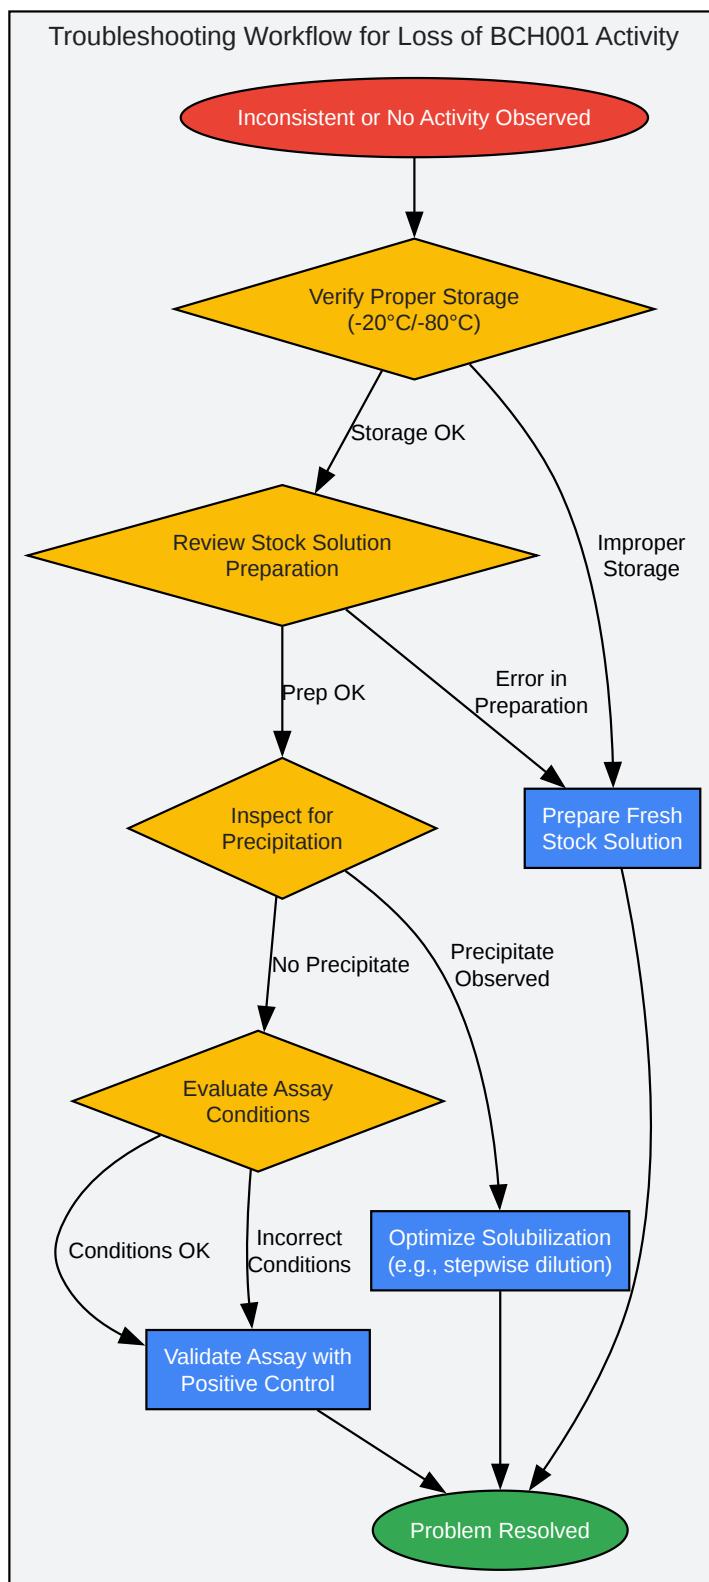 Troubleshooting Workflow for Loss of BCH001 Activity
Inconsistent or No Activity Observed
Verify Proper Storage
(-20°C/-80°C)
Storage OK
Review Stock Solution
Preparation
Improper
Storage
Prep OK
Error in
Preparation
Inspect for
Precipitation
Prepare Fresh
Stock Solution
No Precipitate
Precipitate
Observed
Evaluate Assay
Conditions
Conditions OK
Incorrect
Conditions
Optimize Solubilization
(e.g., stepwise dilution)
Validate Assay with
Positive Control
Problem Resolved